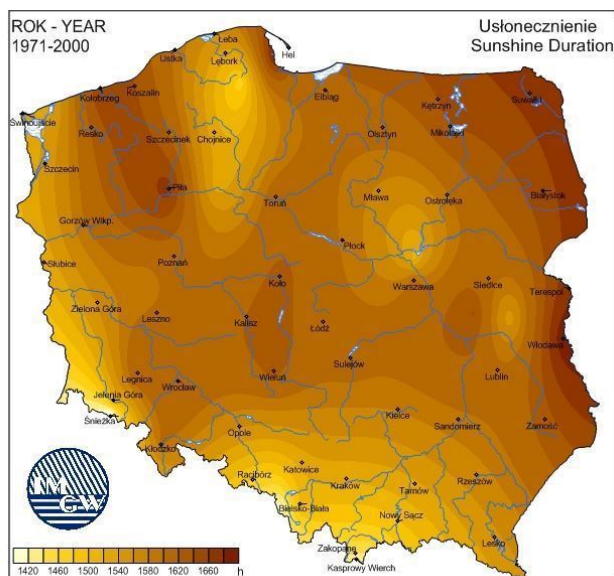 ROK - YEAR
1971-2000
Usłonecznienie
Sunshine Duration
Łeba
Hel
Ustka
Lębork
Kołobrzeg
Koszalin
Elbląg
Kętrzyn
Suwałki
Świnoujście
Resko
Szczecinek
Chojnice
Olsztyn
Mikołajki
Szczecin
Piła
Toruń
Mława
Ostrołęka
Białystok
Gorzów Wlkp.
Płock
Słubice
Poznań
Koło
Warszawa
Siedlce
Terespol
Zielona Góra
Leszno
Kalisz
Łódź
Włodawa
Sulejów
Legnica
Wrocław
Wieluń
Lublin
Jelenia Góra
Śnieżka
Opole
Kielce
Sandomierz
Zamość
Kłodzko
Racibórz
Katowice
Kraków
Tarnów
Rzeszów
Bielsko-Biała
Nowy Sącz
Lesko
Zakopane
Kasprowy Wierch
IM
GW
1420 1460 1500 1540 1580 1620 1660 h